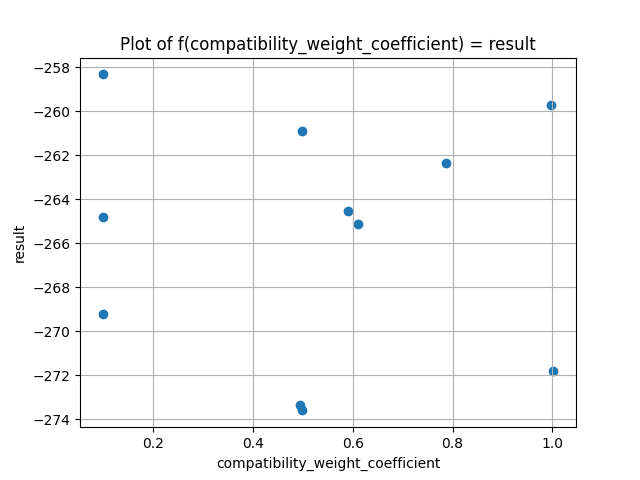 Plot of f(compatibility_weight_coefficient) = result
−258
−260
−262
−264
−266
−268
−270
−272
−274
result
0.2 0.4 0.6 0.8 1.0
compatibility_weight_coefficient